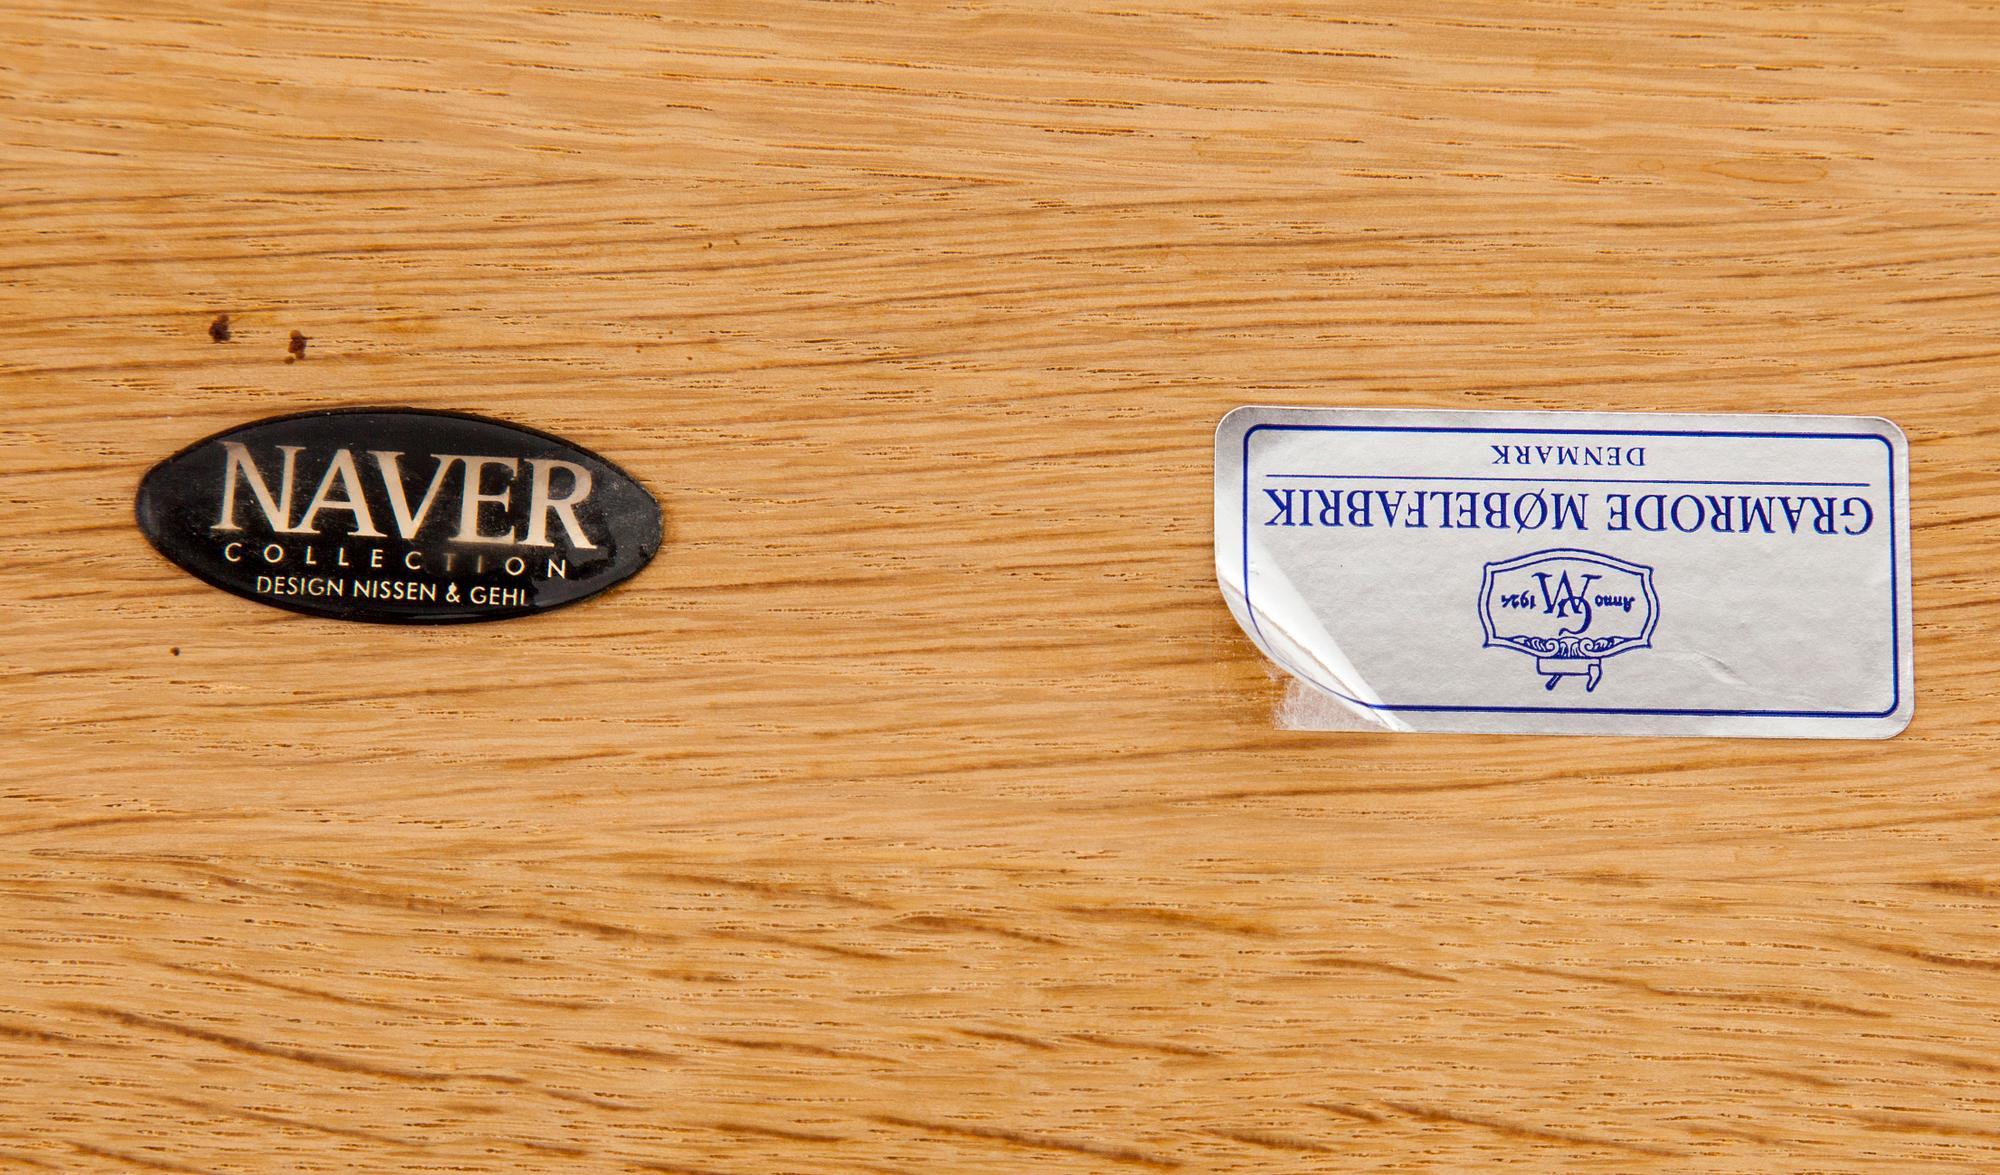 NAVER
COLLECTION
DESIGN NISSEN & GEHL
Anno 1924
GRAMRODE MØBELFABRIK
DENMARK